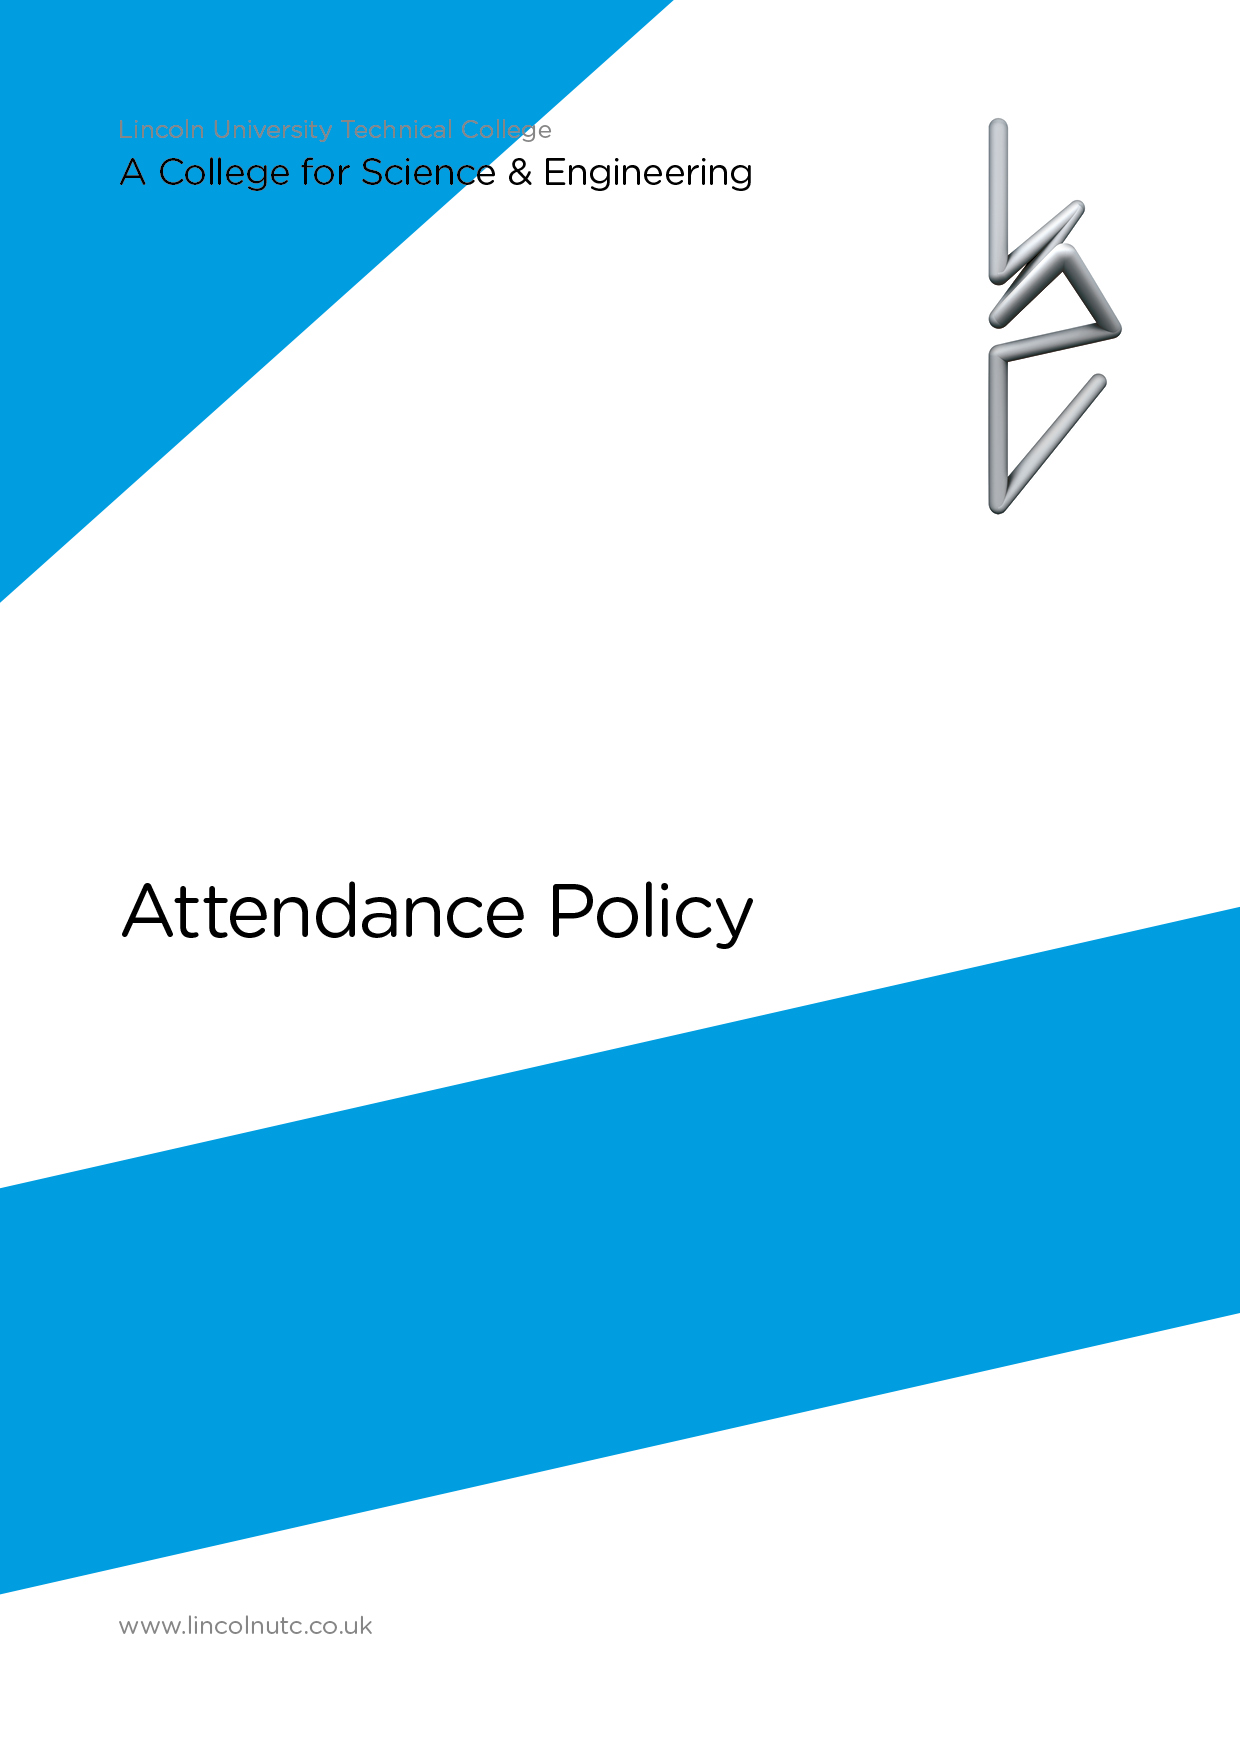 Lincoln University Technical College
A College for Science & Engineering
Attendance Policy
www.lincolnutc.co.uk